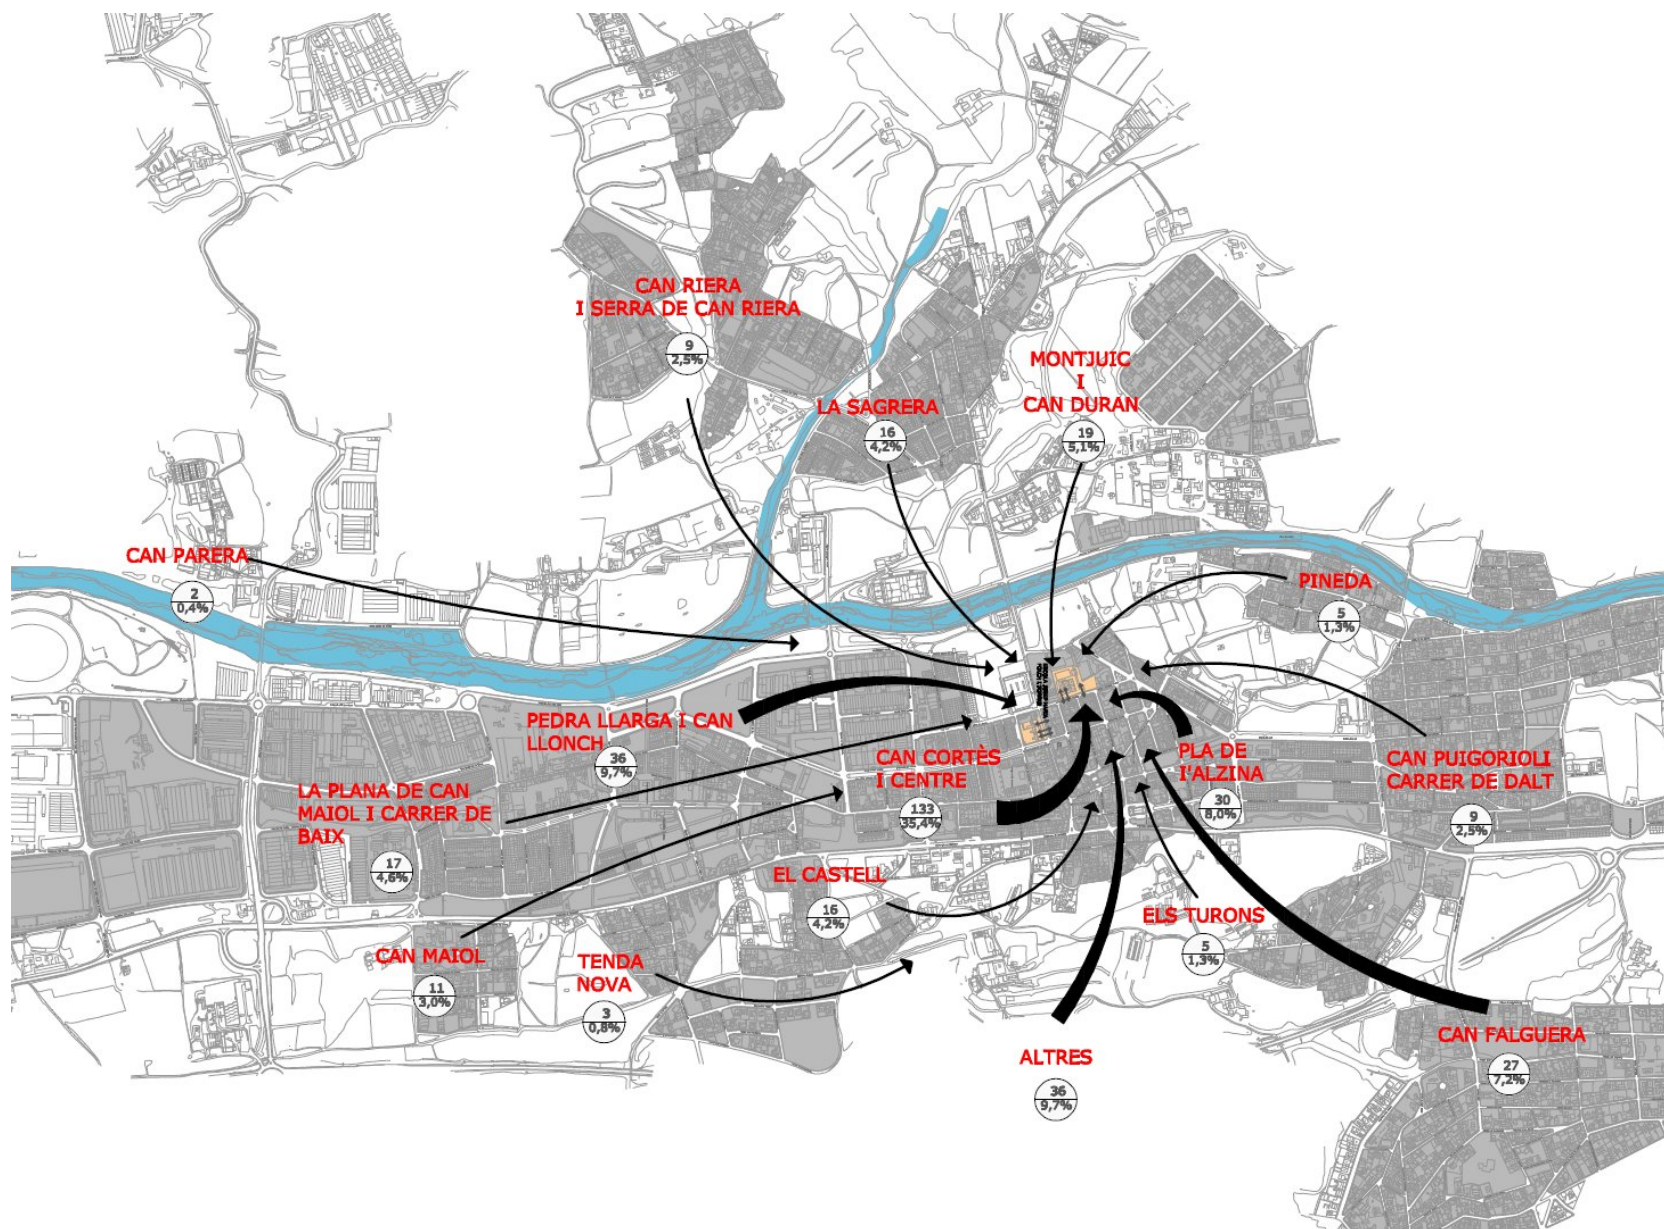 CAN RIERA
I SERRA DE CAN RIERA
9
2,5%
LA SAGRERA
16
4,2%
MONTJUIC
I
CAN DURAN
19
5,1%
CAN PARERA
2
0,4%
PINEDA
5
1,3%
PEDRA LLARGA I CAN
LLONCH
36
9,7%
CAN CORTÈS
I CENTRE
133
35,4%
PLA DE
l'ALZINA
30
8,0%
CAN PUIGORIOLI
CARRER DE DALT
9
2,5%
LA PLANA DE CAN
MAIOL I CARRER DE
BAIX
17
4,6%
EL CASTELL
16
4,2%
ELS TURONS
5
1,3%
CAN MAIOL
11
3,0%
TENDA
NOVA
3
0,8%
ALTRES
36
9,7%
CAN FALGUERA
27
7,2%